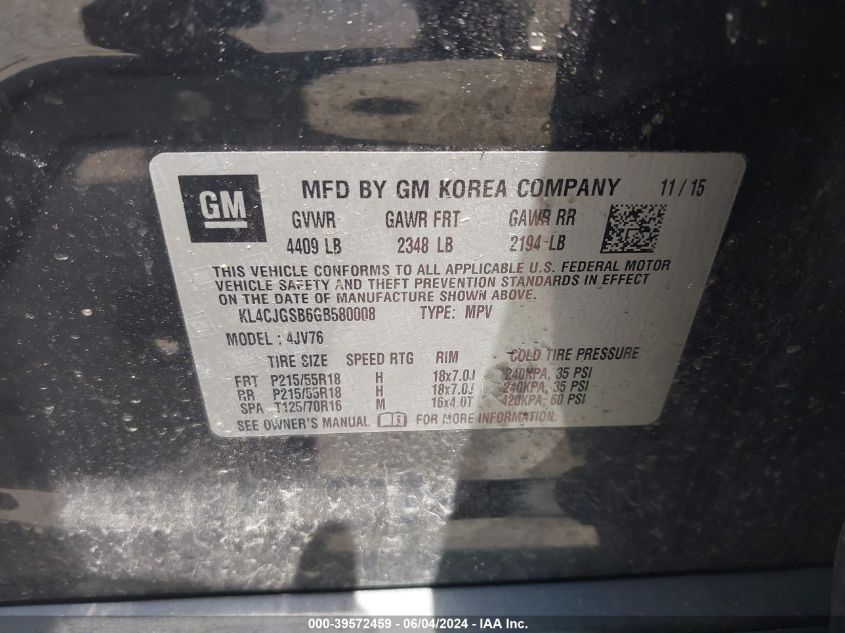 GM
MFD BY GM KOREA COMPANY 11 / 15
GVWR GAWR FRT GAWR RR
4409 LB 2348 LB 2194 LB
THIS VEHICLE CONFORMS TO ALL APPLICABLE U.S. FEDERAL MOTOR
VEHICLE SAFETY AND THEFT PREVENTION STANDARDS IN EFFECT
ON THE DATE OF MANUFACTURE SHOWN ABOVE.
KL4CJGSB6GB580008 TYPE: MPV
MODEL : 4JV76
TIRE SIZE SPEED RTG RIM COLD TIRE PRESSURE
FRT P215/55R18 H 18x7.0J 240KPA, 35 PSI
RR P215/55R18 H 18x7.0J 240KPA, 35 PSI
SPA T125/70R16 M 16x4.0T 420KPA, 60 PSI
SEE OWNER'S MANUAL FOR MORE INFORMATION.
000-39572459 - 06/04/2024 - IAA Inc.